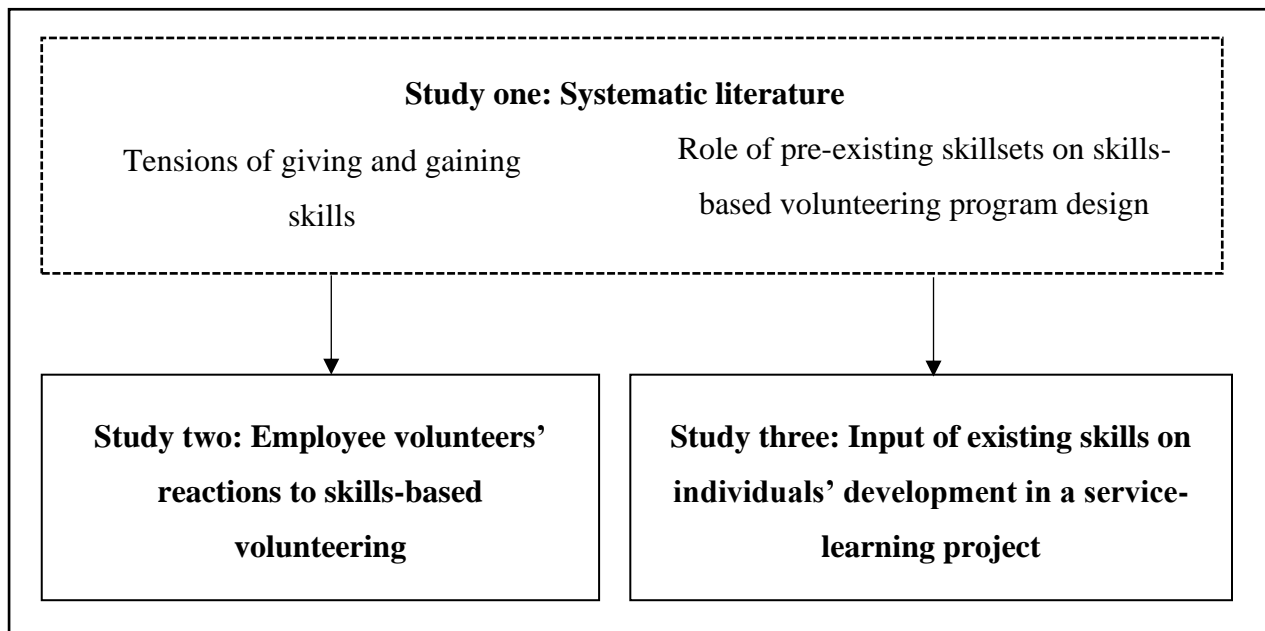 Study one: Systematic literature
Tensions of giving and gaining
skills
Role of pre-existing skillsets on skills-
based volunteering program design
Study two: Employee volunteers’
reactions to skills-based
volunteering
Study three: Input of existing skills on
individuals’ development in a service-
learning project